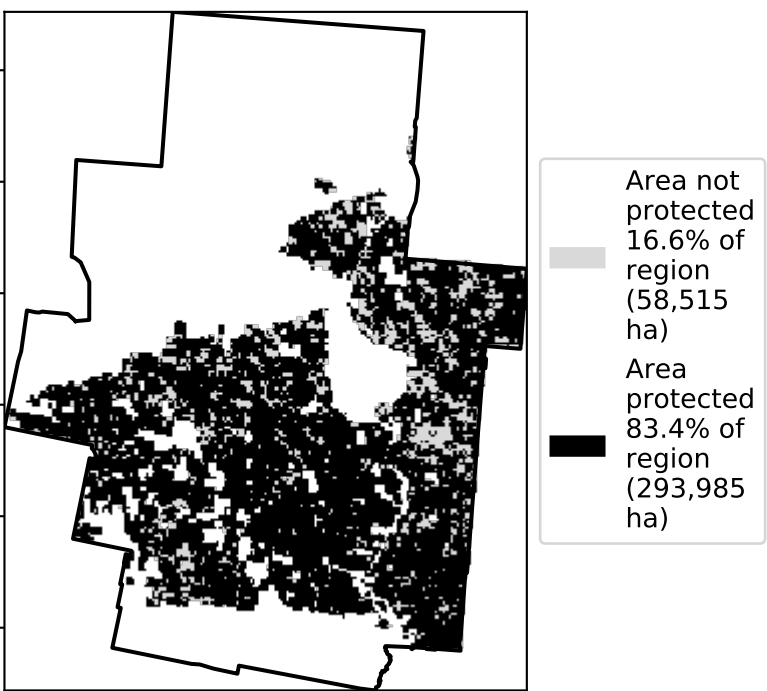 Area not
protected
16.6% of
region
(58,515
ha)
Area
protected
83.4% of
region
(293,985
ha)